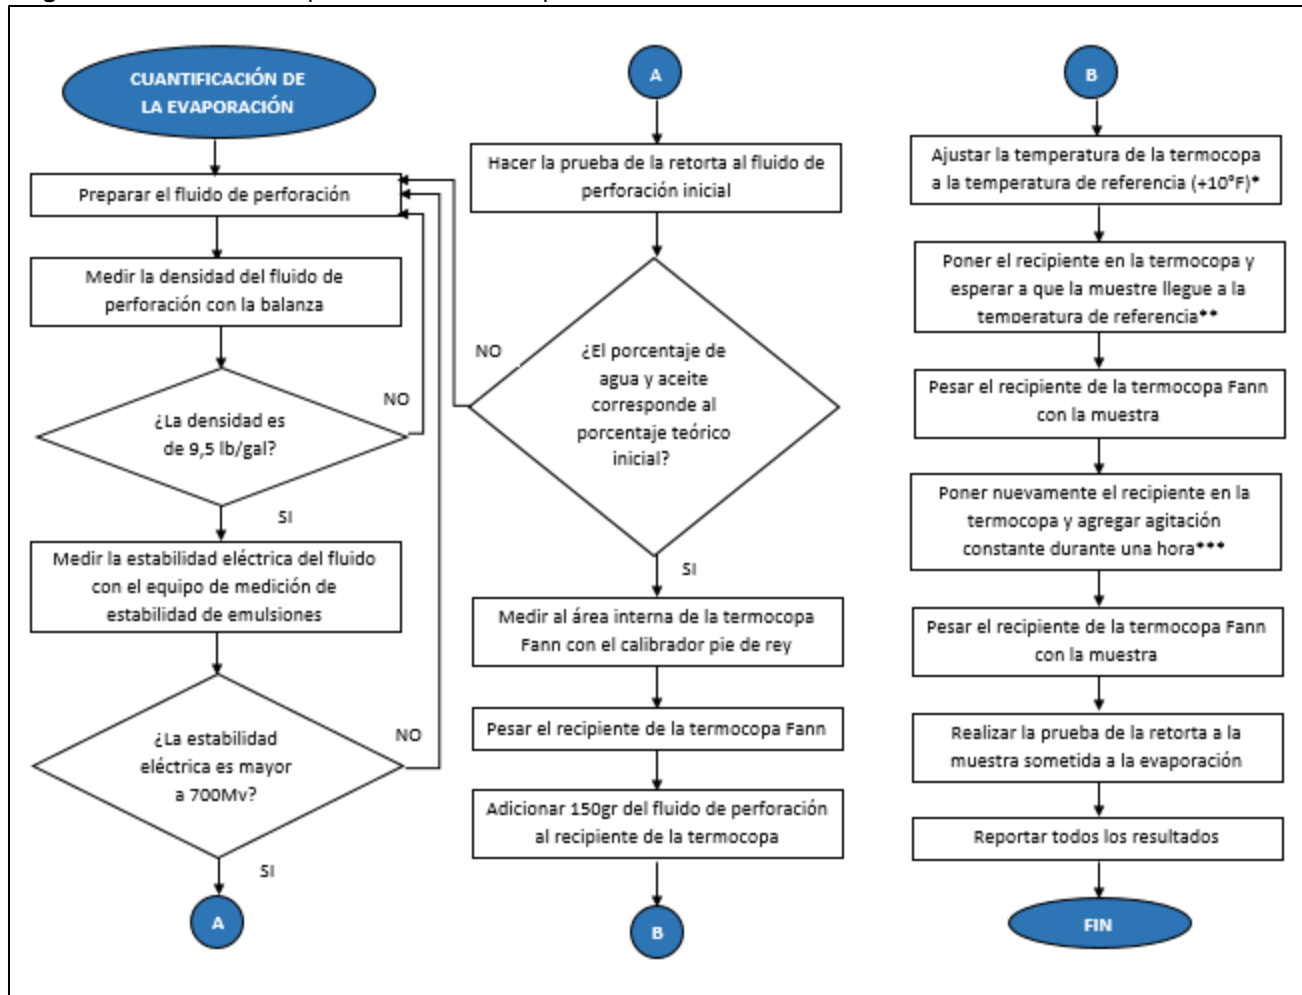 CUANTIFICACIÓN DE
LA EVAPORACIÓN
Preparar el fluido de perforación
Medir la densidad del fluido de
perforación con la balanza
¿La densidad es
de 9,5 lb/gal?
NO
SI
Medir la estabilidad eléctrica del fluido
con el equipo de medición de
estabilidad de emulsiones
¿La estabilidad
eléctrica es mayor
a 700Mv?
NO
SI
A
A
Hacer la prueba de la retorta al fluido de
perforación inicial
¿El porcentaje de
agua y aceite
corresponde al
porcentaje teórico
inicial?
NO
SI
Medir al área interna de la termocopa
Fann con el calibrador pie de rey
Pesar el recipiente de la termocopa Fann
Adicionar 150gr del fluido de perforación
al recipiente de la termocopa
B
B
Ajustar la temperatura de la termocopa
a la temperatura de referencia (+10°F)*
Poner el recipiente en la termocopa y
esperar a que la muestre llegue a la
temperatura de referencia**
Pesar el recipiente de la termocopa Fann
con la muestra
Poner nuevamente el recipiente en la
termocopa y agregar agitación
constante durante una hora***
Pesar el recipiente de la termocopa Fann
con la muestra
Realizar la prueba de la retorta a la
muestra sometida a la evaporación
Reportar todos los resultados
FIN